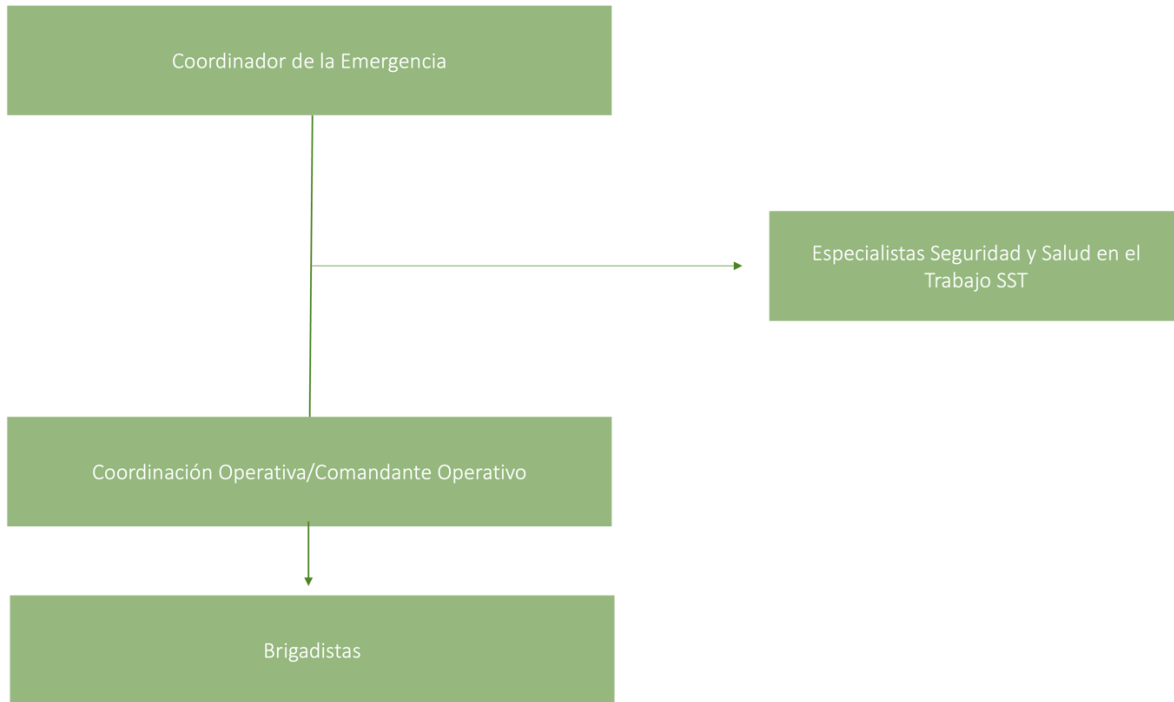 Coordinador de la Emergencia
Especialistas Seguridad y Salud en el
Trabajo SST
Coordinación Operativa/Comandante Operativo
Brigadistas